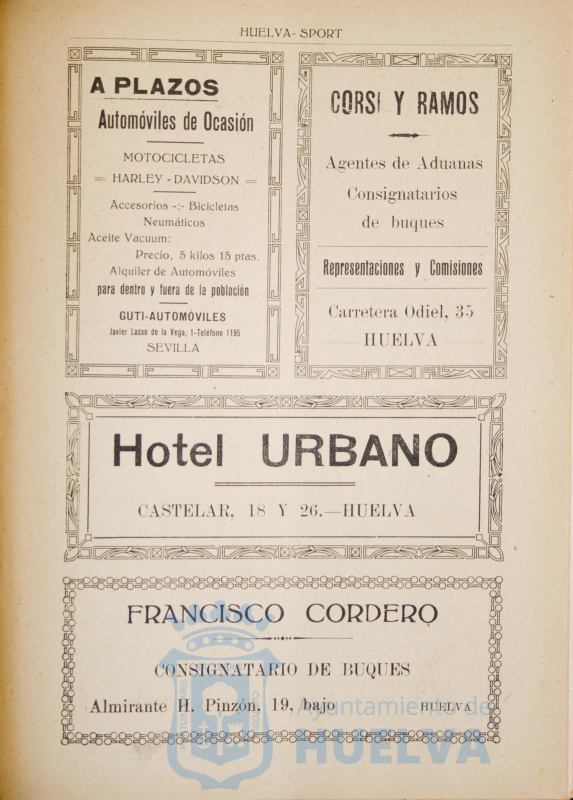 HUELVA-SPORT
A PLAZOS
Automóviles de Ocasión
MOTOCICLETAS
= HARLEY - DAVIDSON =
Accesorios -:- Bicicletas
Neumáticos
Aceite Vacuum:
Precio, 5 kilos 15 ptas.
Alquiler de Automóviles
para dentro y fuera de la población
GUTI-AUTOMÓVILES
Javier Lasso de la Vega, 1-Teléfono 1195
SEVILLA
CORSI Y RAMOS
Agentes de Aduanas
Consignatarios
de buques
Representaciones y Comisiones
Carretera Odiel, 35
HUELVA
Hotel URBANO
CASTELAR, 18 Y 26.—HUELVA
FRANCISCO CORDERO
CONSIGNATARIO DE BUQUES
Almirante H. Pinzón, 19, bajo HUELVA
Ayuntamiento de
HUELVA